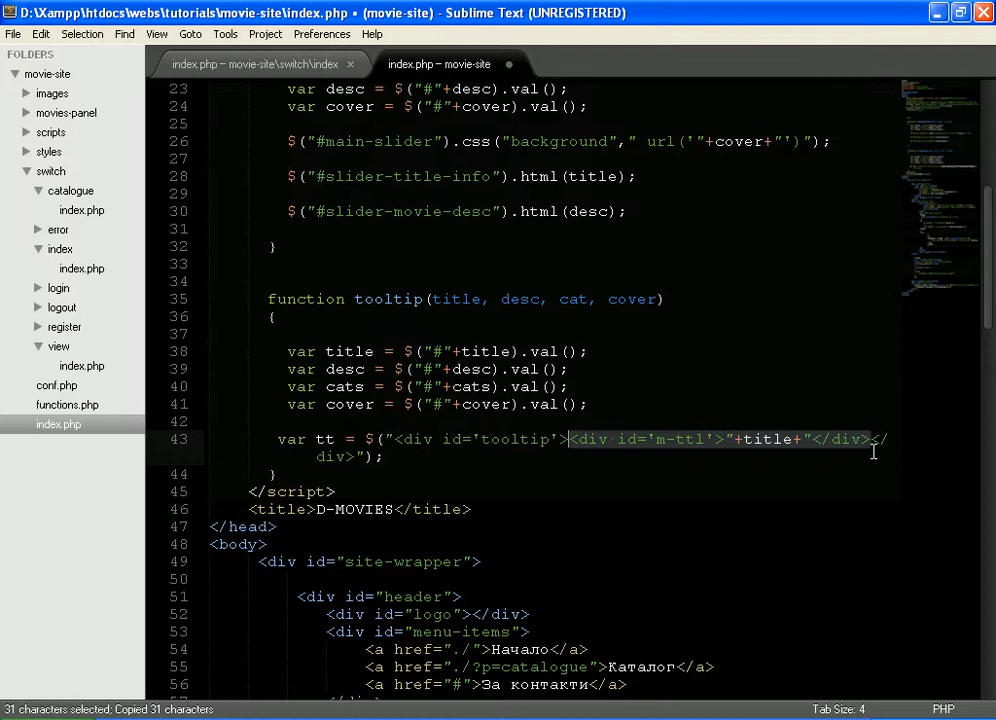 D:\Xampp\htdocs\webs\tutorials\movie-site\index.php • (movie-site) - Sublime Text (UNREGISTERED)
File Edit Selection Find View Goto Tools Project Preferences Help
FOLDERS
movie-site
images
movies-panel
scripts
styles
switch
catalogue
index.php
error
index
index.php
login
logout
register
view
index.php
conf.php
functions.php
index.php
index.php — movie-site\switch\index × index.php — movie-site •
23 var desc = $("#"+desc).val();
24 var cover = $("#"+cover).val();
25
26 $("#main-slider").css("background"," url('"+cover+"')");
27
28 $("#slider-title-info").html(title);
29
30 $("#slider-movie-desc").html(desc);
31
32 }
33
34
35 function tooltip(title, desc, cat, cover)
36 {
37
38 var title = $("#"+title).val();
39 var desc = $("#"+desc).val();
40 var cats = $("#"+cats).val();
41 var cover = $("#"+cover).val();
42
43 var tt = $("<div id='tooltip'><div id='m-ttl'>"+title+"</div></
div>");
44 }
45 </script>
46 <title>D-MOVIES</title>
47 </head>
48 <body>
49 <div id="site-wrapper">
50
51 <div id="header">
52 <div id="logo"></div>
53 <div id="menu-items">
54 <a href="./">Начало</a>
55 <a href="./?p=catalogue">Каталог</a>
56 <a href="#">За контакти</a>
57 </div>
31 characters selected; Copied 31 characters Tab Size: 4 PHP